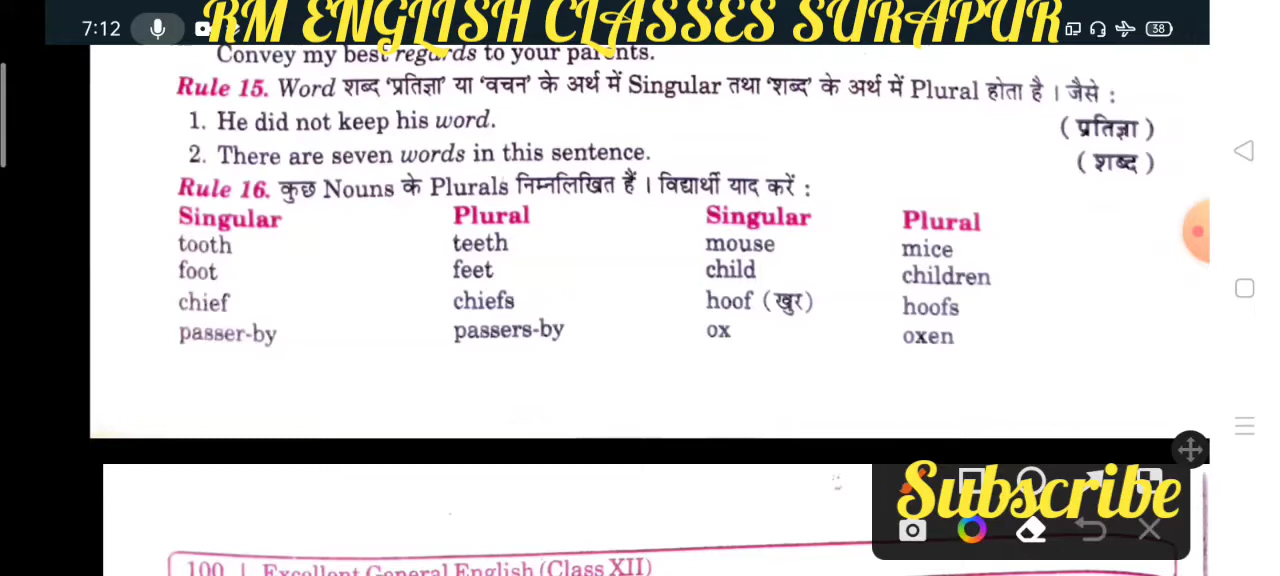 RM ENGLISH CLASSES SURAPUR
7:12
38
Convey my best regards to your parents.
Rule 15. Word शब्द 'प्रतिज्ञा' या 'वचन' के अर्थ में Singular तथा 'शब्द' के अर्थ में Plural होता है । जैसे :
1. He did not keep his word. ( प्रतिज्ञा )
2. There are seven words in this sentence. ( शब्द )
Rule 16. कुछ Nouns के Plurals निम्नलिखित हैं । विद्यार्थी याद करें :
Singular Plural Singular Plural
tooth teeth mouse mice
foot feet child children
chief chiefs hoof (खुर) hoofs
passer-by passers-by ox oxen
Subscribe
100 | Excellent General English (Class XII)